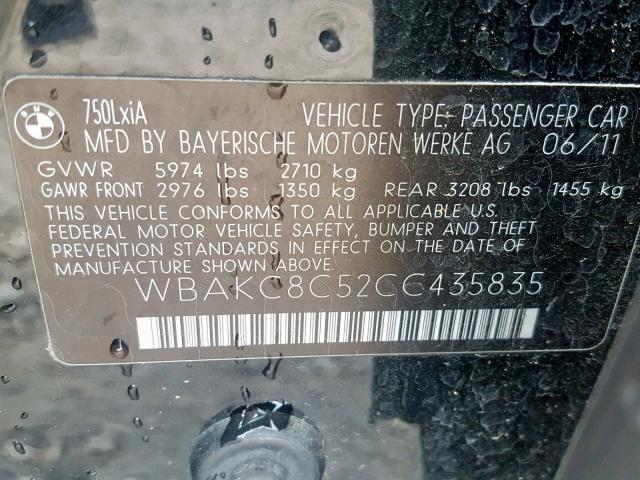 BMW
750LxiA VEHICLE TYPE: PASSENGER CAR
MFD BY BAYERISCHE MOTOREN WERKE AG 06/11
GVWR 5974 lbs 2710 kg
GAWR FRONT 2976 lbs 1350 kg REAR 3208 lbs 1455 kg
THIS VEHICLE CONFORMS TO ALL APPLICABLE U.S.
FEDERAL MOTOR VEHICLE SAFETY, BUMPER AND THEFT
PREVENTION STANDARDS IN EFFECT ON THE DATE OF
MANUFACTURE SHOWN ABOVE.
WBAKC8C52CC435835